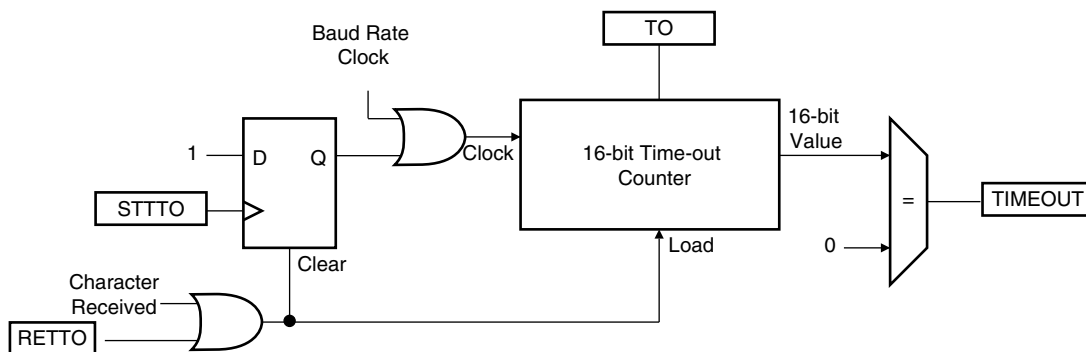 TO
Baud Rate
Clock
16-bit
Value
1
D
Q
Clock
16-bit Time-out
Counter
STTTO
=
TIMEOUT
0
Clear
Load
Character
Received
RETTO